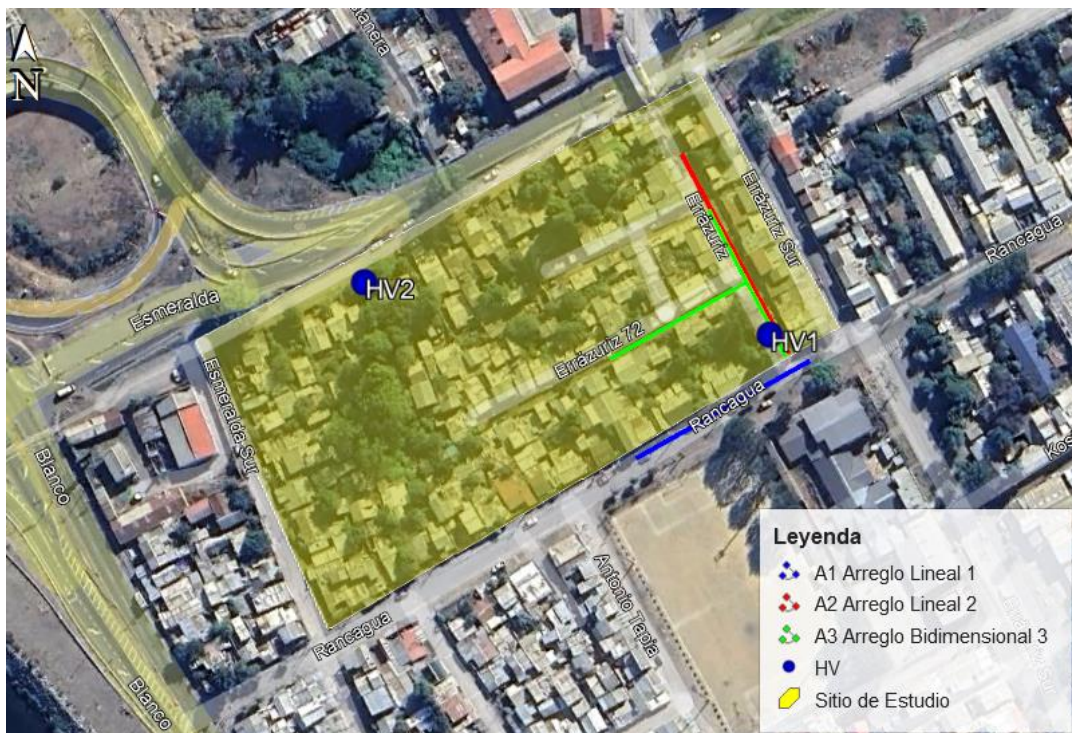 N
Errázuriz
Errázuriz Sur
Rancagua
HV2
Esmeralda
HV1
Errázuriz 72
Rancagua
Esmeralda Sur
Blanco
Antonio Tapia
Rancagua
Blanco
Leyenda
A1 Arreglo Lineal 1
A2 Arreglo Lineal 2
A3 Arreglo Bidimensional 3
HV
Sitio de Estudio